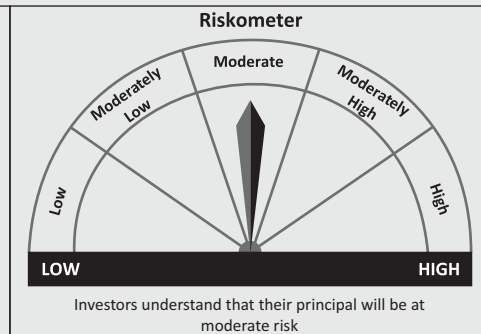 Riskometer
Moderately
Low
Moderate
Moderately
High
Low
High
LOW
HIGH
Investors understand that their principal will be at
moderate risk